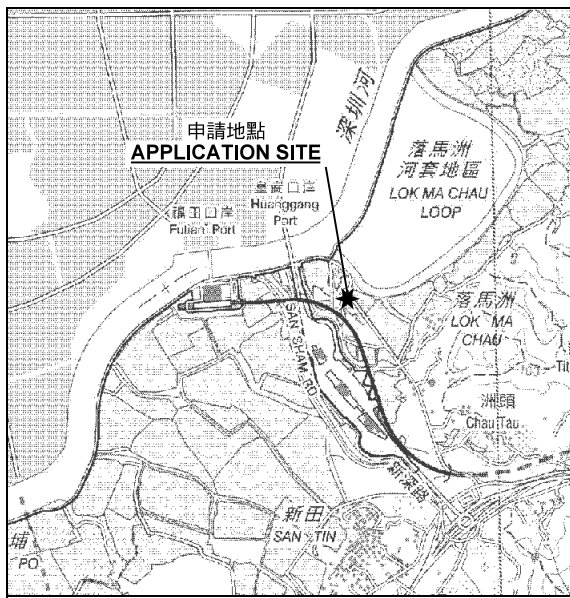 申請地點
APPLICATION SITE
深圳河
皇崗口岸
Huanggang
Port
福田口岸
Futian Port
落馬洲
河套地區
LOK MA CHAU
LOOP
落馬洲
LOK MA
CHAU
SAN SHAM RD
洲頭
Chau Tau
新深路
新田
SAN TIN
埔
PO